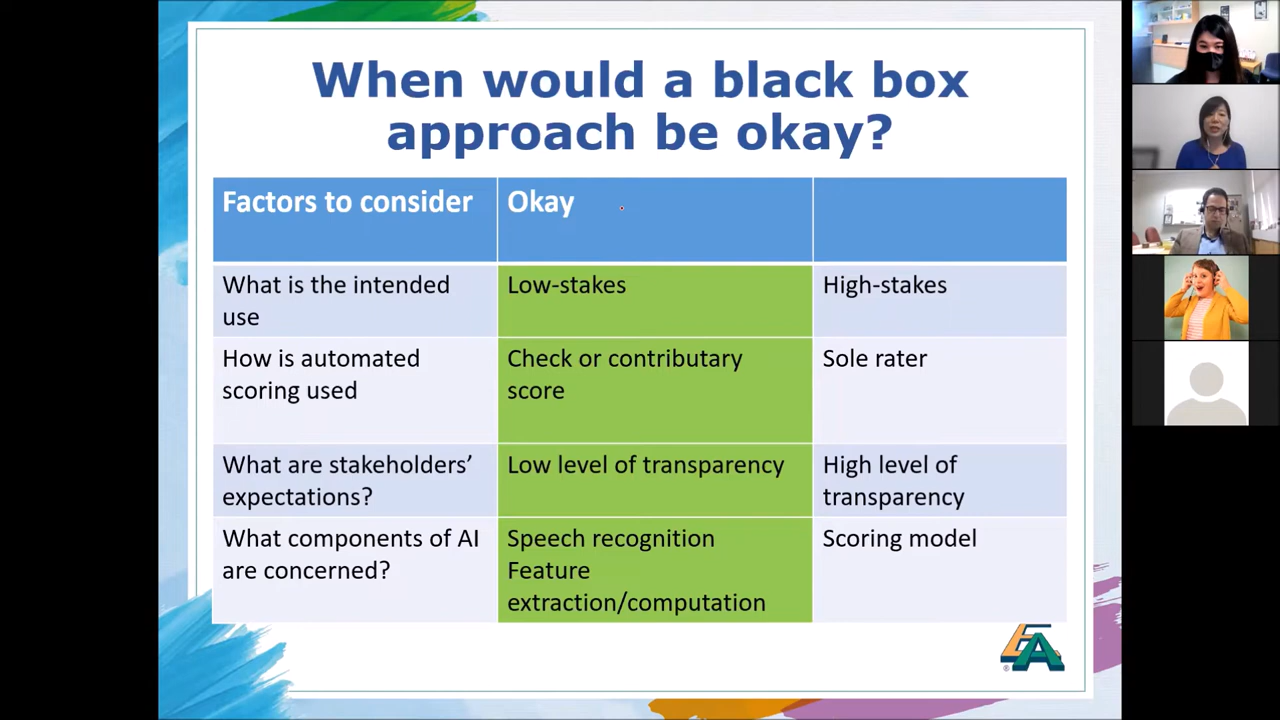 When would a black box
approach be okay?
Factors to consider
Okay
What is the intended
use
Low-stakes
High-stakes
How is automated
scoring used
Check or contributary
score
Sole rater
What are stakeholders’
expectations?
Low level of transparency
High level of
transparency
What components of AI
are concerned?
Speech recognition
Feature
extraction/computation
Scoring model
EA
®